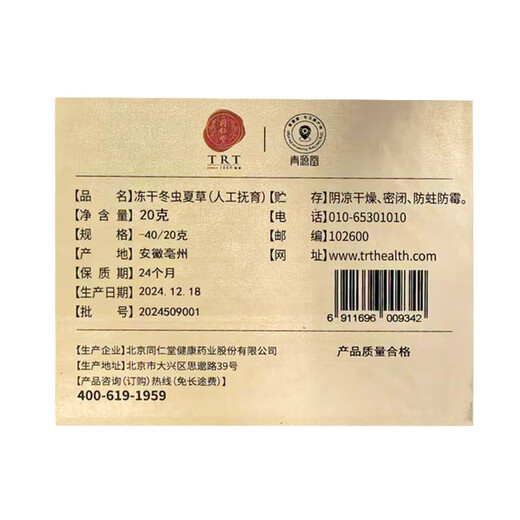 TRT
青源圆
【品 名】冻干冬虫夏草(人工抚育)
【净 含 量】20克
【规 格】-40/20克
【产 地】安徽亳州
【保 质 期】24个月
【生产日期】2024.12.18
【批 号】2024509001
【贮 存】阴凉干燥、密闭、防蛀防霉。
【电 话】010-65301010
【邮 编】102600
【网 址】www.trthealth.com
6 911696 009342
【生产企业】北京同仁堂健康药业股份有限公司
【生产地址】北京市大兴区思邈路39号
【产品咨询(订购)热线(免长途费)】
400-619-1959
产品质量合格